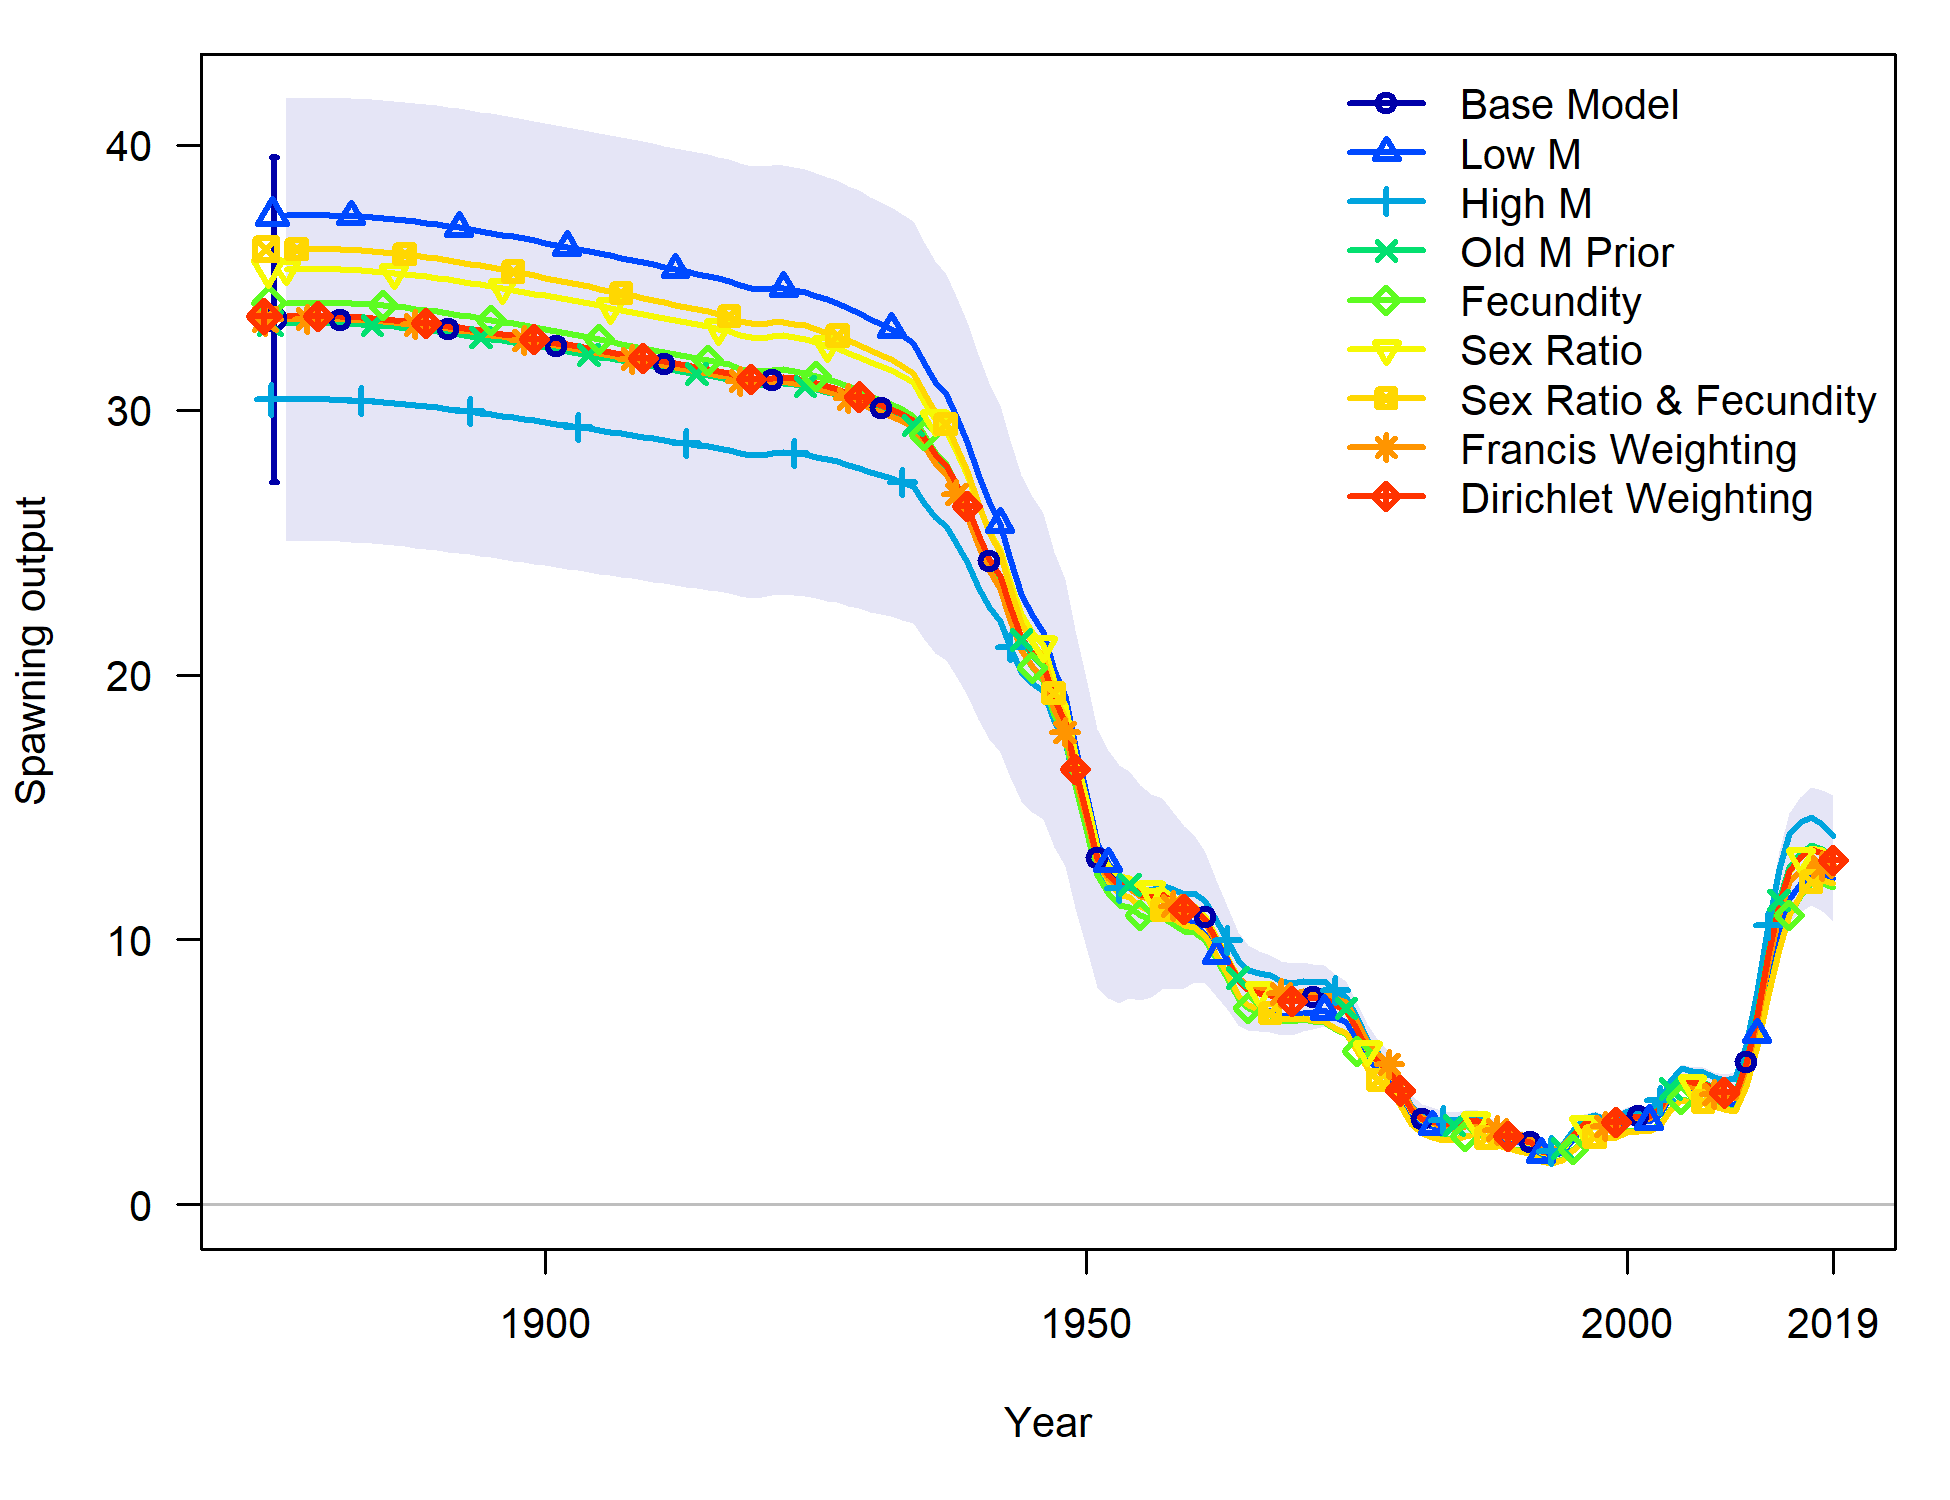 Base Model
Low M
High M
Old M Prior
Fecundity
Sex Ratio
Sex Ratio & Fecundity
Francis Weighting
Dirichlet Weighting
Spawning output
40
30
20
10
0
1900
1950
2000
2019
Year